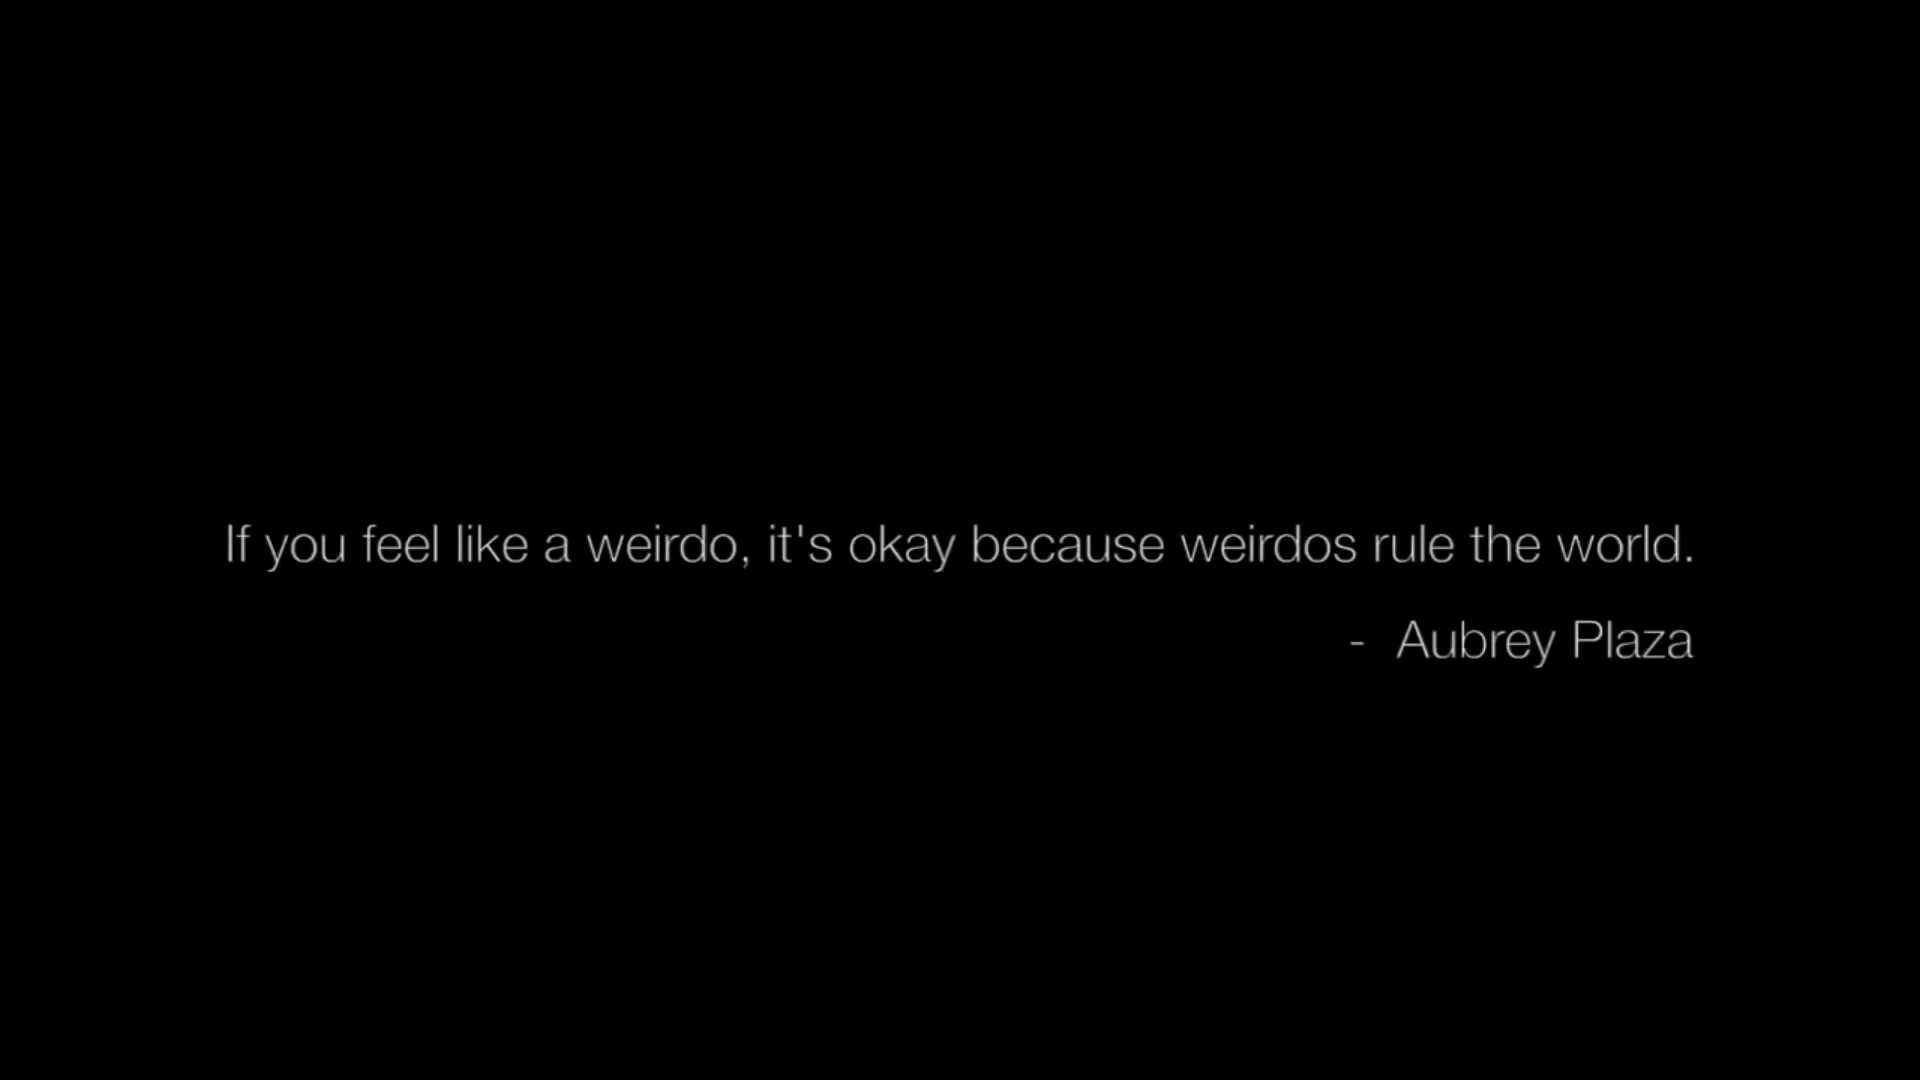 If you feel like a weirdo, it's okay because weirdos rule the world.
- Aubrey Plaza